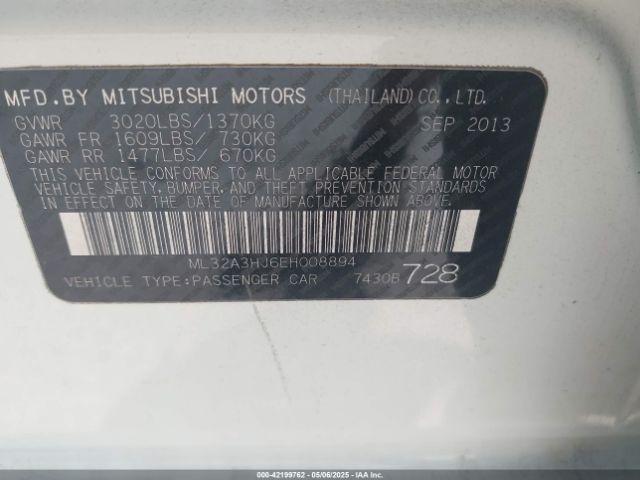 MFD.BY MITSUBISHI MOTORS (THAILAND)CO.,LTD.
GVWR 3020LBS/1370KG SEP 2013
GAWR FR 1609LBS/ 730KG
GAWR RR 1477LBS/ 670KG
THIS VEHICLE CONFORMS TO ALL APPLICABLE FEDERAL MOTOR
VEHICLE SAFETY, BUMPER, AND THEFT PREVENTION STANDARDS
IN EFFECT ON THE DATE OF MANUFACTURE SHOWN ABOVE.
ML32A3HJ6EH008894
VEHICLE TYPE:PASSENGER CAR 7430B 728
000-42199762 - 05/06/2025 - IAAI.COM